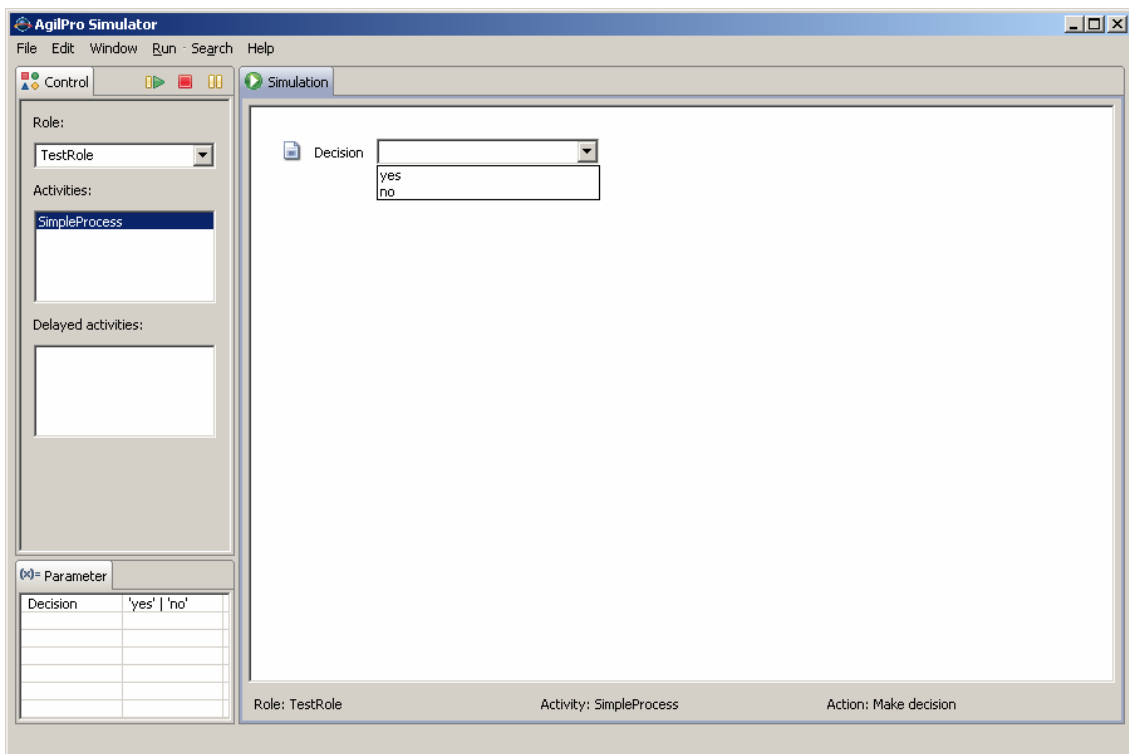 AgilPro Simulator
File Edit Window Run Search Help
Control
Role:
TestRole
Activities:
SimpleProcess
Delayed activities:
(x)= Parameter
Decision 'yes' | 'no'
Simulation
Decision
yes
no
Role: TestRole Activity: SimpleProcess Action: Make decision